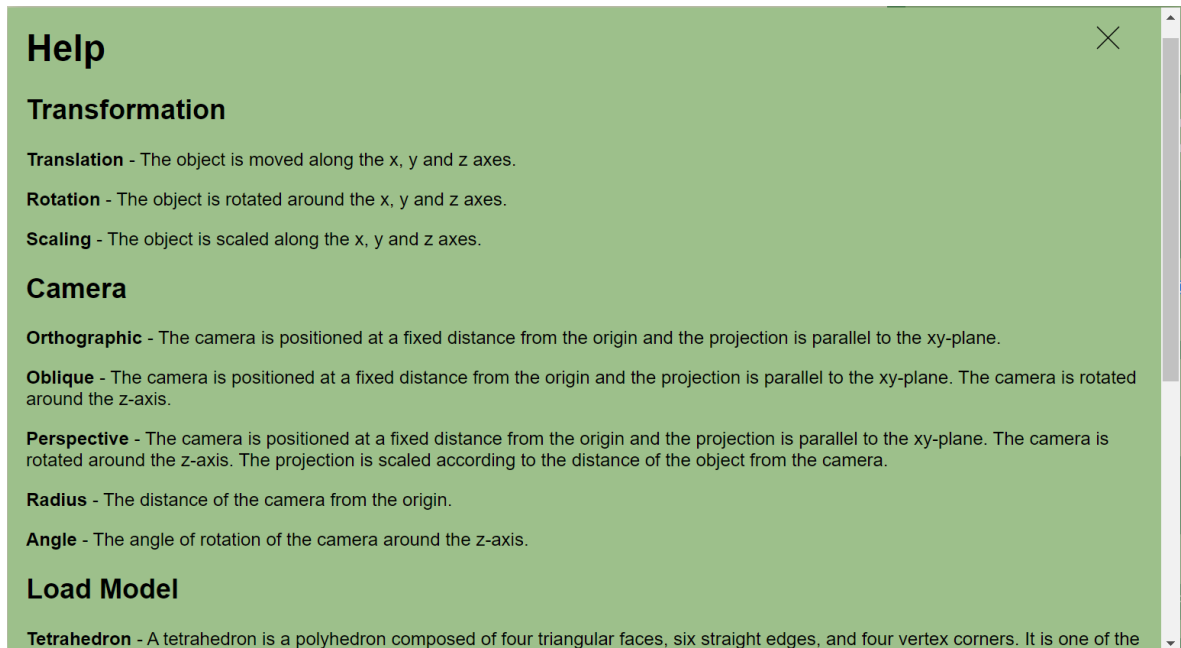 Help
Transformation
Translation - The object is moved along the x, y and z axes.
Rotation - The object is rotated around the x, y and z axes.
Scaling - The object is scaled along the x, y and z axes.
Camera
Orthographic - The camera is positioned at a fixed distance from the origin and the projection is parallel to the xy-plane.
Oblique - The camera is positioned at a fixed distance from the origin and the projection is parallel to the xy-plane. The camera is rotated
around the z-axis.
Perspective - The camera is positioned at a fixed distance from the origin and the projection is parallel to the xy-plane. The camera is
rotated around the z-axis. The projection is scaled according to the distance of the object from the camera.
Radius - The distance of the camera from the origin.
Angle - The angle of rotation of the camera around the z-axis.
Load Model
Tetrahedron - A tetrahedron is a polyhedron composed of four triangular faces, six straight edges, and four vertex corners. It is one of the